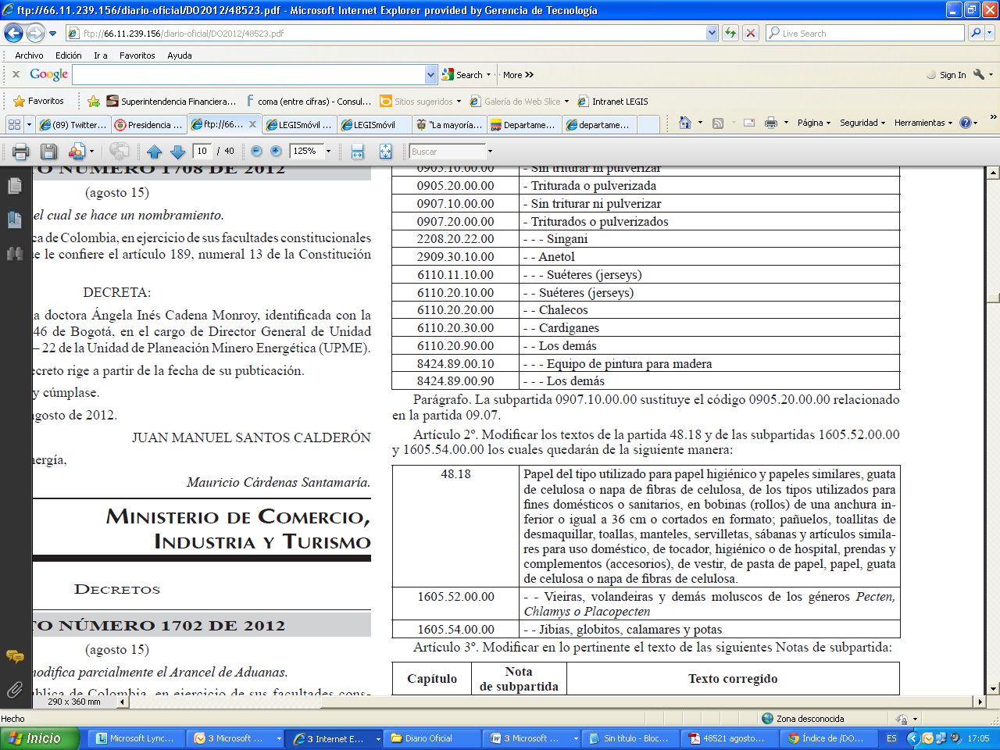 ftp://66.11.239.156/diario-oficial/DO2012/48523.pdf - Microsoft Internet Explorer provided by Gerencia de Tecnología
ftp://66.11.239.156/diario-oficial/DO2012/48523.pdf
Live Search
Archivo Edición Ir a Favoritos Ayuda
x Google Search More »
Sign In
Favoritos Superintendencia Financiera... coma (entre cifras) - Consul... Sitios sugeridos Galería de Web Slice Intranet LEGIS
(89) Twitter... Presidencia ... ftp://66... LEGISmóvil ... LEGISmóvil "La mayoría... Departame... departame...
Página Seguridad Herramientas
10 / 40 125% Buscar
TO NÚMERO 1708 DE 2012
(agosto 15)
el cual se hace un nombramiento.
ca de Colombia, en ejercicio de sus facultades constitucionales
ue le confiere el artículo 189, numeral 13 de la Constitución
DECRETA:
a doctora Ángela Inés Cadena Monroy, identificada con la
46 de Bogotá, en el cargo de Director General de Unidad
– 22 de la Unidad de Planeación Minero Energética (UPME).
ecreto rige a partir de la fecha de su pubticación.
y cúmplase.
agosto de 2012.
JUAN MANUEL SANTOS CALDERÓN
nergía,
Mauricio Cárdenas Santamaría.
MINISTERIO DE COMERCIO,
INDUSTRIA Y TURISMO
DECRETOS
TO NÚMERO 1702 DE 2012
(agosto 15)
modifica parcialmente el Arancel de Aduanas.
ública de Colombia, en ejercicio de sus facultades cons-
0905.10.00.00 - Sin triturar ni pulverizar
0905.20.00.00 - Triturada o pulverizada
0907.10.00.00 - Sin triturar ni pulverizar
0907.20.00.00 - Triturados o pulverizados
2208.20.22.00 - - - Singani
2909.30.10.00 - - Anetol
6110.11.10.00 - - - Suéteres (jerseys)
6110.20.10.00 - - Suéteres (jerseys)
6110.20.20.00 - - Chalecos
6110.20.30.00 - - Cardiganes
6110.20.90.00 - - Los demás
8424.89.00.10 - - - Equipo de pintura para madera
8424.89.00.90 - - - Los demás
Parágrafo. La subpartida 0907.10.00.00 sustituye el código 0905.20.00.00 relacionado
en la partida 09.07.
Artículo 2°. Modificar los textos de la partida 48.18 y de las subpartidas 1605.52.00.00
y 1605.54.00.00 los cuales quedarán de la siguiente manera:
48.18 Papel del tipo utilizado para papel higiénico y papeles similares, guata
de celulosa o napa de fibras de celulosa, de los tipos utilizados para
fines domésticos o sanitarios, en bobinas (rollos) de una anchura in-
ferior o igual a 36 cm o cortados en formato; pañuelos, toallitas de
desmaquillar, toallas, manteles, servilletas, sábanas y artículos simila-
res para uso doméstico, de tocador, higiénico o de hospital, prendas y
complementos (accesorios), de vestir, de pasta de papel, papel, guata
de celulosa o napa de fibras de celulosa.
1605.52.00.00 - - Vieiras, volandeiras y demás moluscos de los géneros Pecten,
Chlamys o Placopecten
1605.54.00.00 - - Jibias, globitos, calamares y potas
Artículo 3°. Modificar en lo pertinente el texto de las siguientes Notas de subpartida:
Capítulo Nota
de subpartida Texto corregido
290 x 360 mm
Hecho Zona desconocida
Inicio Microsoft Lync... 3 Microsoft ... 3 Internet E... Diario Oficial 3 Microsoft ... Sin título - Bloc... 48521 agosto... Índice de /DO... ES 17:05